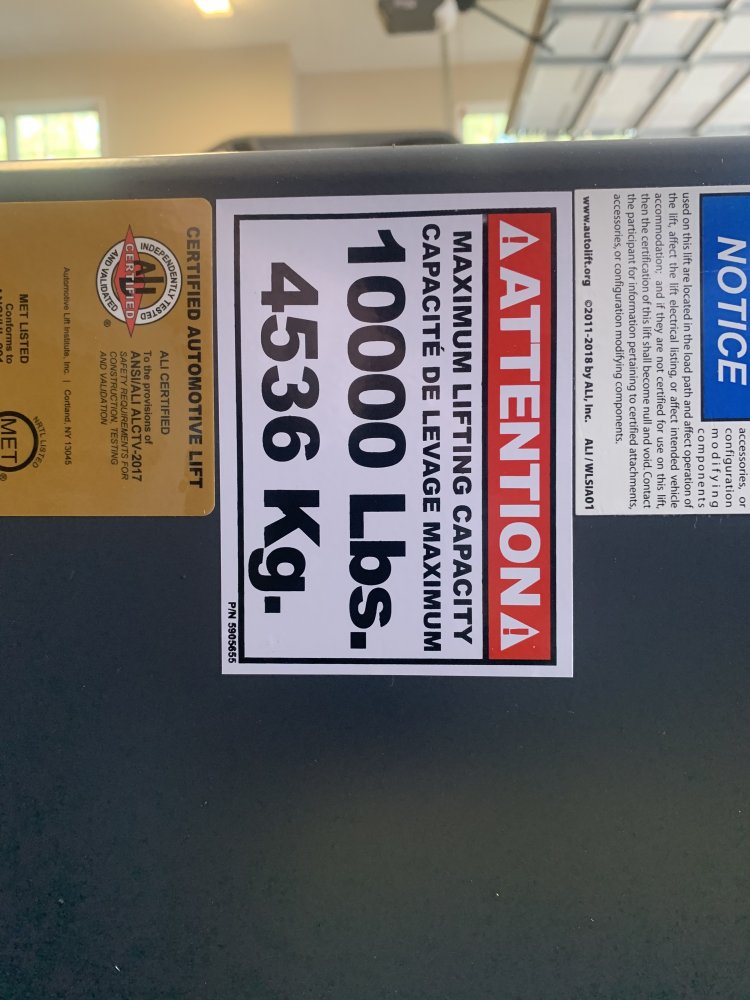 NOTICE
accessories, or
configuration
modifying
components
used on this lift are located in the load path and affect operation of
the lift, affect the lift electrical listing, or affect intended vehicle
accommodation; and if they are not certified for use on this lift,
then the certification of this lift shall become null and void. Contact
the participant for information pertaining to certified attachments,
accessories, or configuration modifying components.
www.autolift.org ©2011-2018 by ALI, Inc. ALI/WLSIA01
ATTENTION
MAXIMUM LIFTING CAPACITY
CAPACITÉ DE LEVAGE MAXIMUM
10000 Lbs.
4536 Kg.
P/N 5905655
CERTIFIED AUTOMOTIVE LIFT
INDEPENDENTLY TESTED
ALI
CERTIFIED
AND VALIDATED
®
ALI CERTIFIED
To the provisions of
ANSI/ALI ALCTV-2017
SAFETY REQUIREMENTS FOR
CONSTRUCTION, TESTING
AND VALIDATION
Automotive Lift Institute, Inc. | Cortland, NY 13045
MET LISTED
Conforms to
NRTL LISTED
MET
®